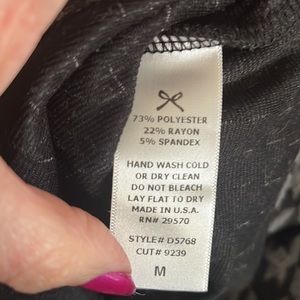 73% POLYESTER
22% RAYON
5% SPANDEX
HAND WASH COLD
OR DRY CLEAN
DO NOT BLEACH
LAY FLAT TO DRY
MADE IN U.S.A.
RN# 29570
STYLE# D5768
CUT# 9239
M